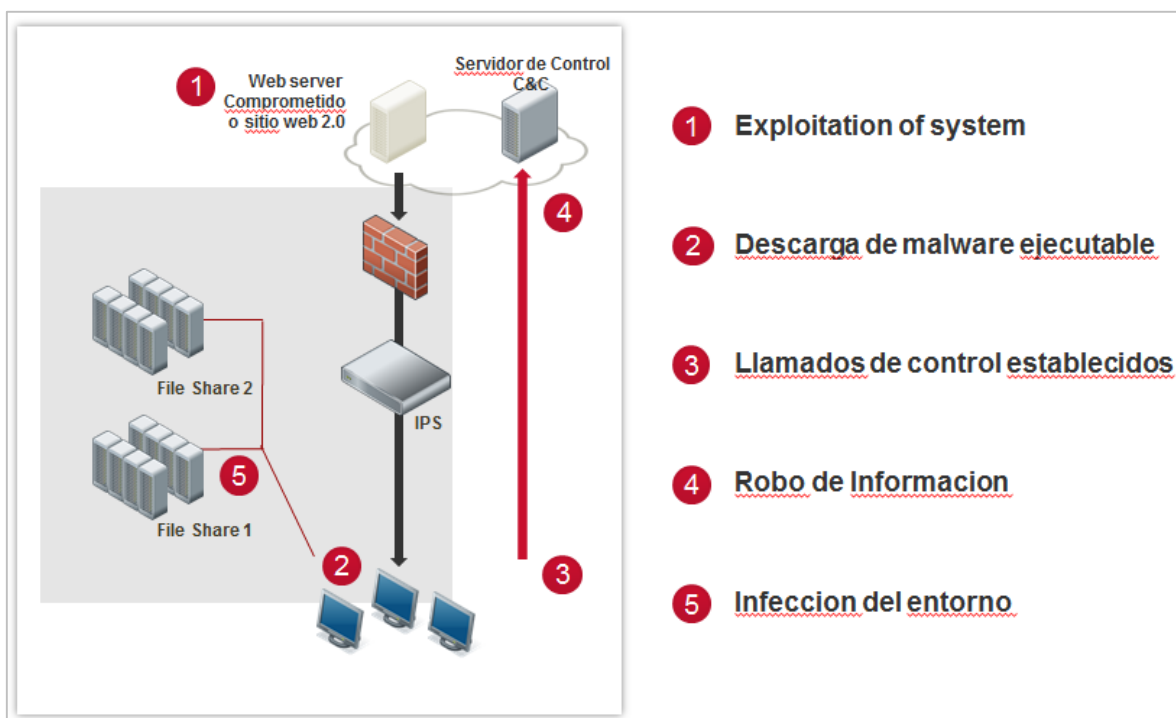 1
Web server
Comprometido
o sitio web 2.0
Servidor de Control
C&C
4
File Share 2
IPS
5
File Share 1
2
3
1 Exploitation of system
2 Descarga de malware ejecutable
3 Llamados de control establecidos
4 Robo de Informacion
5 Infeccion del entorno